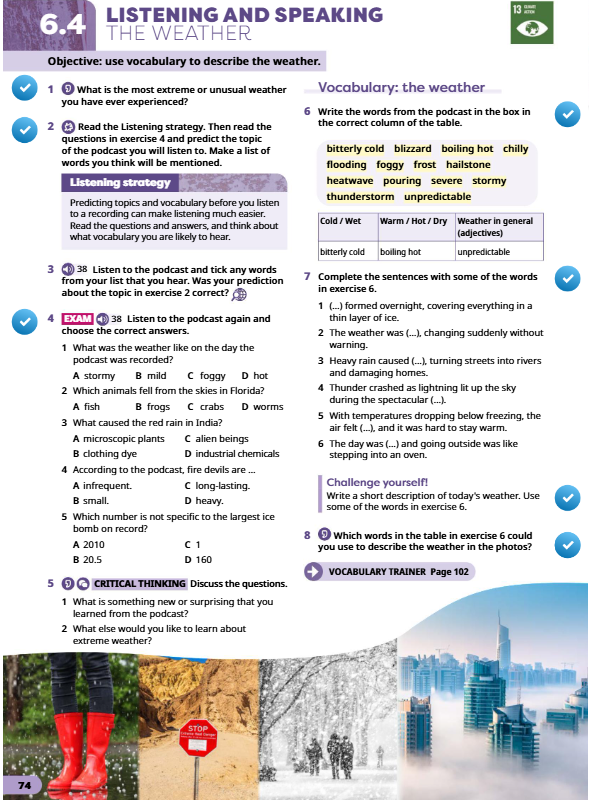 6.4
LISTENING AND SPEAKING
THE WEATHER
13 CLIMATE
ACTION
Objective: use vocabulary to describe the weather.
1 What is the most extreme or unusual weather
you have ever experienced?
2 Read the Listening strategy. Then read the
questions in exercise 4 and predict the topic
of the podcast you will listen to. Make a list of
words you think will be mentioned.
Listening strategy
Predicting topics and vocabulary before you listen
to a recording can make listening much easier.
Read the questions and answers, and think about
what vocabulary you are likely to hear.
3 38 Listen to the podcast and tick any words
from your list that you hear. Was your prediction
about the topic in exercise 2 correct?
4 EXAM 38 Listen to the podcast again and
choose the correct answers.
1 What was the weather like on the day the
podcast was recorded?
A stormy B mild C foggy D hot
2 Which animals fell from the skies in Florida?
A fish B frogs C crabs D worms
3 What caused the red rain in India?
A microscopic plants C alien beings
B clothing dye D industrial chemicals
4 According to the podcast, fire devils are ...
A infrequent. C long-lasting.
B small. D heavy.
5 Which number is not specific to the largest ice
bomb on record?
A 2010 C 1
B 20.5 D 160
5 CRITICAL THINKING Discuss the questions.
1 What is something new or surprising that you
learned from the podcast?
2 What else would you like to learn about
extreme weather?
Vocabulary: the weather
6 Write the words from the podcast in the box in
the correct column of the table.
bitterly cold blizzard boiling hot chilly
flooding foggy frost hailstone
heatwave pouring severe stormy
thunderstorm unpredictable
Cold / Wet Warm / Hot / Dry Weather in general
(adjectives)
bitterly cold boiling hot unpredictable
7 Complete the sentences with some of the words
in exercise 6.
1 (...) formed overnight, covering everything in a
thin layer of ice.
2 The weather was (...), changing suddenly without
warning.
3 Heavy rain caused (...), turning streets into rivers
and damaging homes.
4 Thunder crashed as lightning lit up the sky
during the spectacular (...).
5 With temperatures dropping below freezing, the
air felt (...), and it was hard to stay warm.
6 The day was (...) and going outside was like
stepping into an oven.
Challenge yourself!
Write a short description of today's weather. Use
some of the words in exercise 6.
8 Which words in the table in exercise 6 could
you use to describe the weather in the photos?
VOCABULARY TRAINER Page 102
STOP
Extreme Heat Danger
74